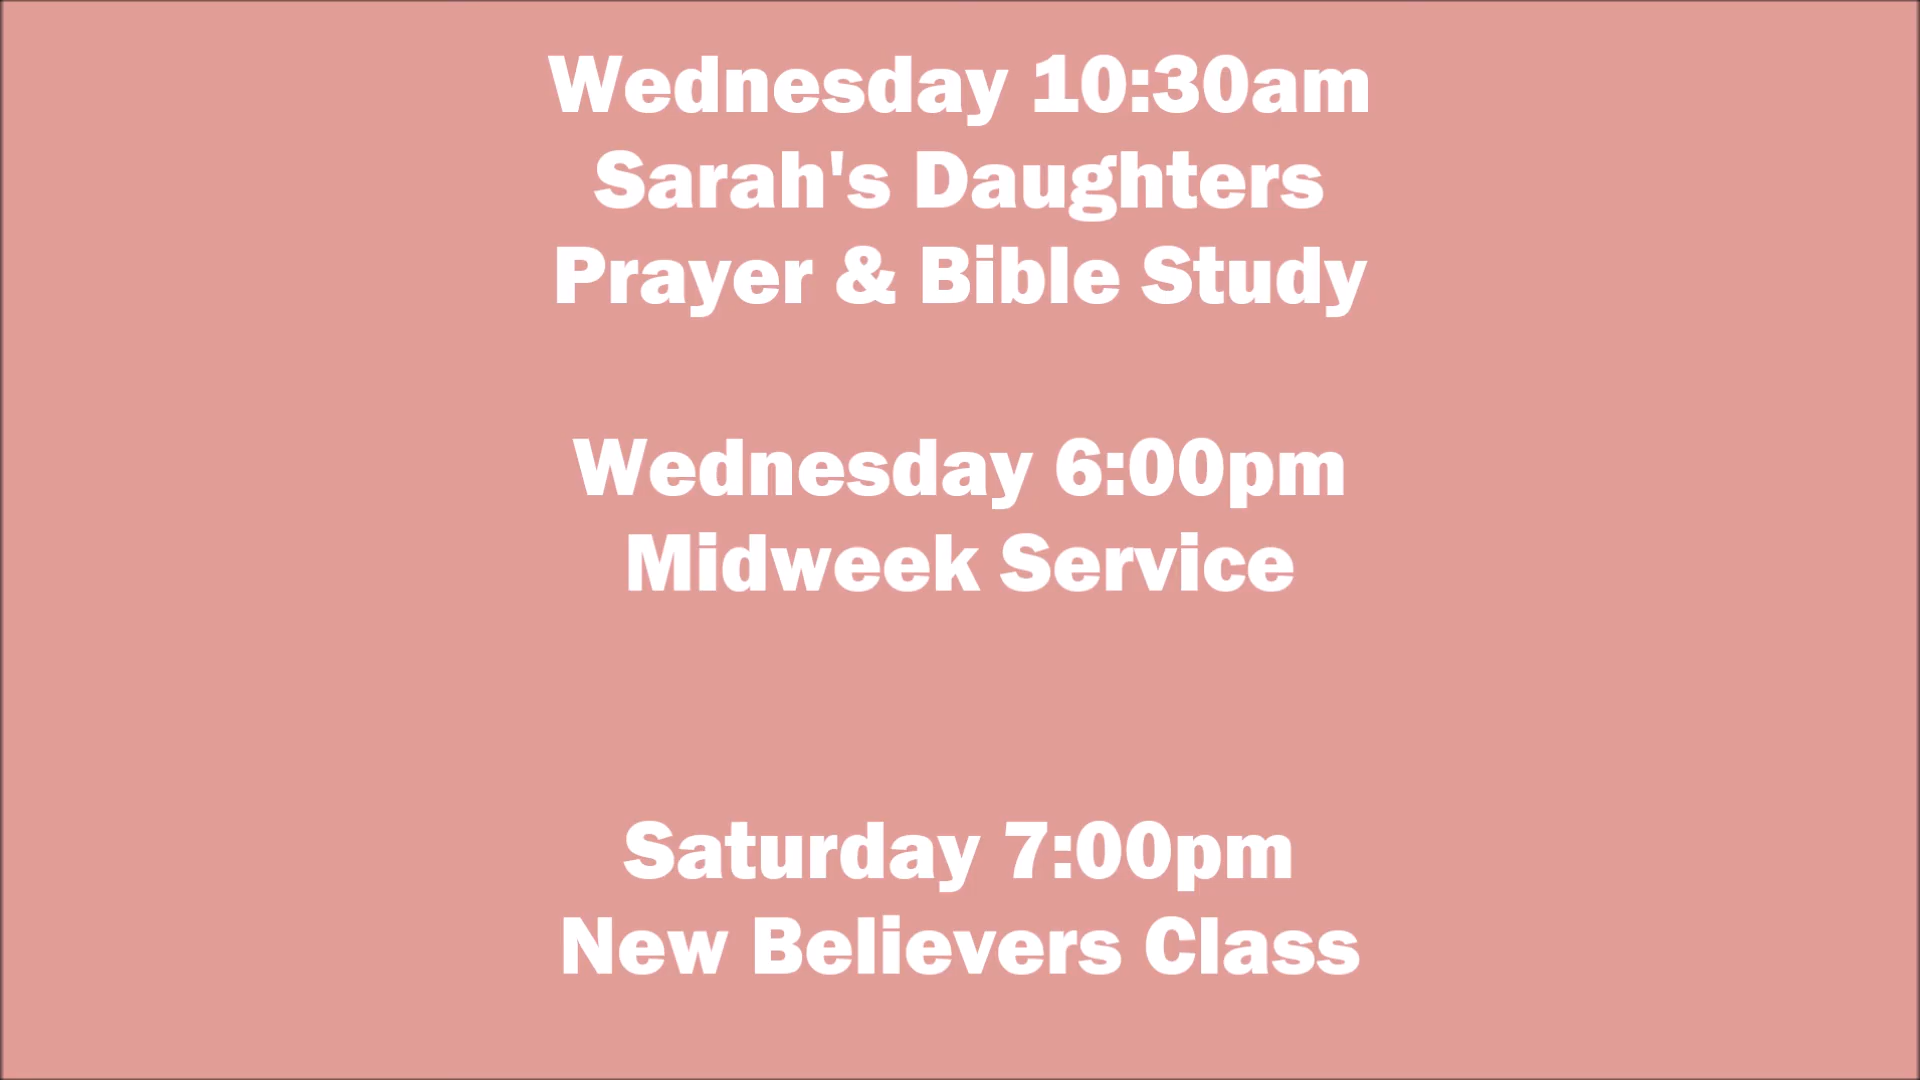 Wednesday 10:30am
Sarah's Daughters
Prayer & Bible Study
Wednesday 6:00pm
Midweek Service
Saturday 7:00pm
New Believers Class